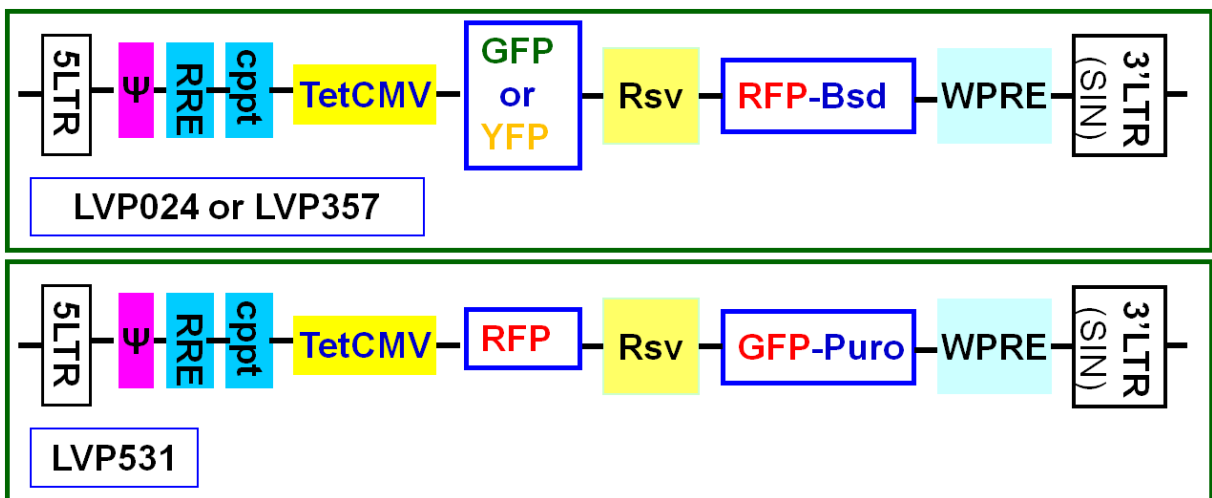 5LTR
Ψ
RRE
cppt
TetCMV
GFP
or
YFP
Rsv
RFP-Bsd
WPRE
3'LTR
(SIN)
LVP024 or LVP357
5LTR
Ψ
RRE
cppt
TetCMV
RFP
Rsv
GFP-Puro
WPRE
3'LTR
(SIN)
LVP531